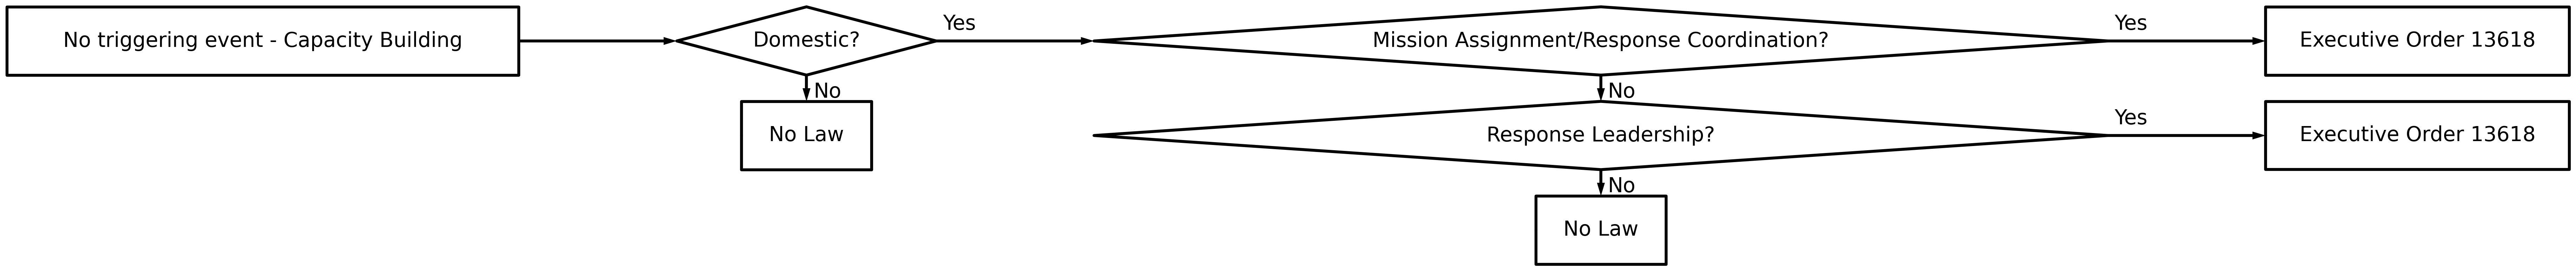 No triggering event - Capacity Building
Domestic?
Yes
Mission Assignment/Response Coordination?
Yes
Executive Order 13618
No
No
No Law
Response Leadership?
Yes
Executive Order 13618
No
No Law